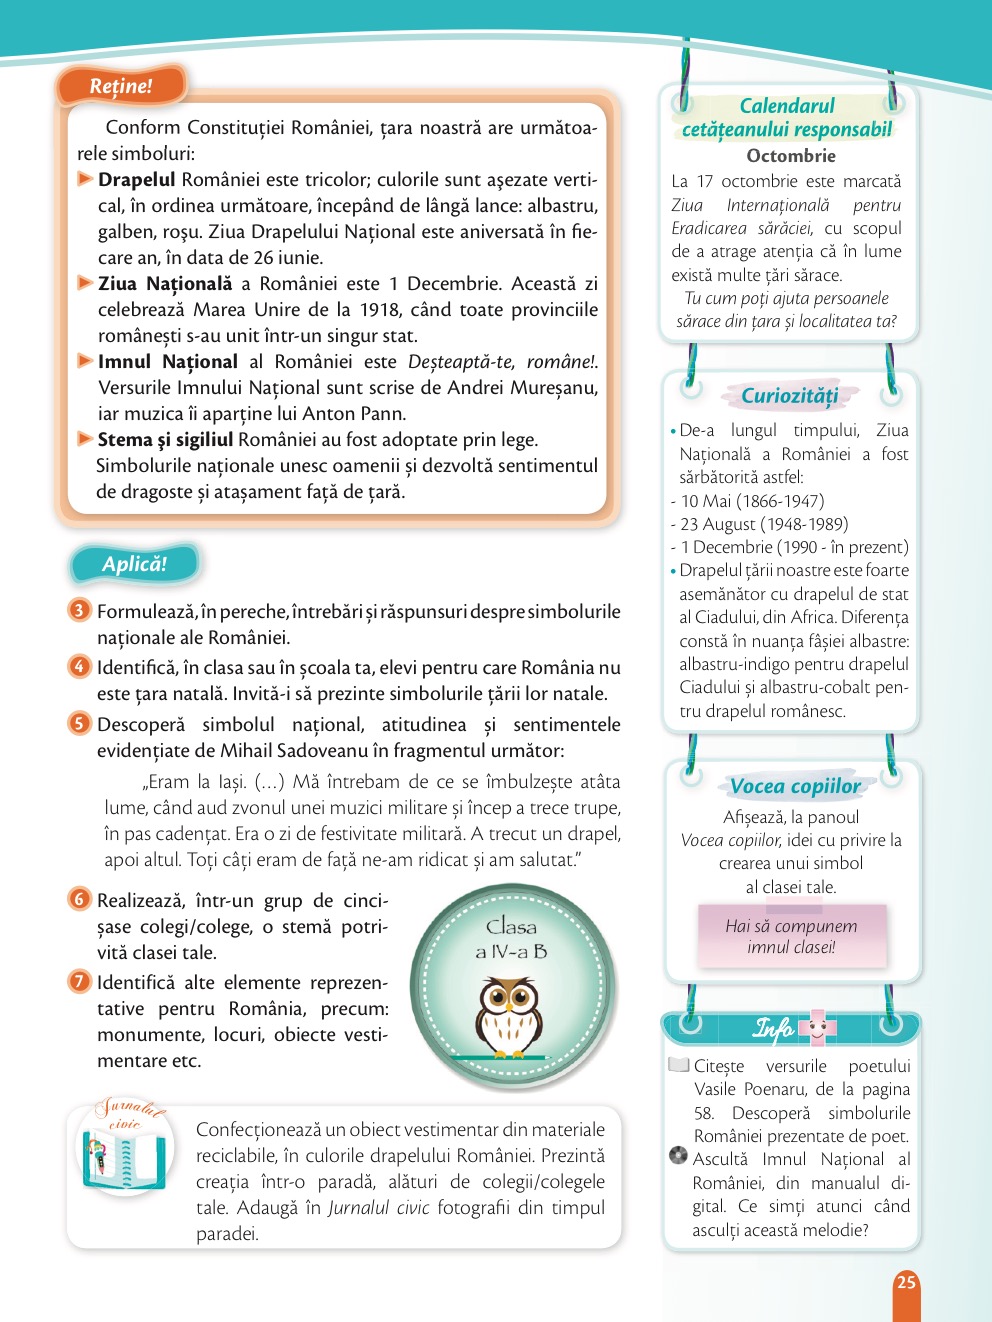 Reține!
Conform Constituției României, țara noastră are următoa-
rele simboluri:
Drapelul României este tricolor; culorile sunt aşezate verti-
cal, în ordinea următoare, începând de lângă lance: albastru,
galben, roşu. Ziua Drapelului Național este aniversată în fie-
care an, în data de 26 iunie.
Ziua Națională a României este 1 Decembrie. Această zi
celebrează Marea Unire de la 1918, când toate provinciile
românești s-au unit într-un singur stat.
Imnul Național al României este Deșteaptă-te, române!.
Versurile Imnului Național sunt scrise de Andrei Mureșanu,
iar muzica îi aparține lui Anton Pann.
Stema şi sigiliul României au fost adoptate prin lege.
Simbolurile naționale unesc oamenii și dezvoltă sentimentul
de dragoste și atașament față de țară.
Aplică!
3 Formulează, în pereche, întrebări și răspunsuri despre simbolurile
naționale ale României.
4 Identifică, în clasa sau în școala ta, elevi pentru care România nu
este țara natală. Invită-i să prezinte simbolurile țării lor natale.
5 Descoperă simbolul național, atitudinea și sentimentele
evidențiate de Mihail Sadoveanu în fragmentul următor:
„Eram la Iași. (...) Mă întrebam de ce se îmbulzește atâta
lume, când aud zvonul unei muzici militare și încep a trece trupe,
în pas cadențat. Era o zi de festivitate militară. A trecut un drapel,
apoi altul. Toți câți eram de față ne-am ridicat și am salutat.”
6 Realizează, într-un grup de cinci-
șase colegi/colege, o stemă potri-
vită clasei tale.
7 Identifică alte elemente reprezen-
tative pentru România, precum:
monumente, locuri, obiecte vesti-
mentare etc.
Clasa
a IV-a B
Jurnalul
civic
Confecționează un obiect vestimentar din materiale
reciclabile, în culorile drapelului României. Prezintă
creația într-o paradă, alături de colegii/colegele
tale. Adaugă în Jurnalul civic fotografii din timpul
paradei.
Calendarul
cetățeanului responsabil
Octombrie
La 17 octombrie este marcată
Ziua Internațională pentru
Eradicarea sărăciei, cu scopul
de a atrage atenția că în lume
există multe țări sărace.
Tu cum poți ajuta persoanele
sărace din țara și localitatea ta?
Curiozități
• De-a lungul timpului, Ziua
Națională a României a fost
sărbătorită astfel:
- 10 Mai (1866-1947)
- 23 August (1948-1989)
- 1 Decembrie (1990 - în prezent)
• Drapelul țării noastre este foarte
asemănător cu drapelul de stat
al Ciadului, din Africa. Diferența
constă în nuanța fâșiei albastre:
albastru-indigo pentru drapelul
Ciadului și albastru-cobalt pen-
tru drapelul românesc.
Vocea copiilor
Afișează, la panoul
Vocea copiilor, idei cu privire la
crearea unui simbol
al clasei tale.
Hai să compunem
imnul clasei!
Info
Citește versurile poetului
Vasile Poenaru, de la pagina
58. Descoperă simbolurile
României prezentate de poet.
Ascultă Imnul Național al
României, din manualul di-
gital. Ce simți atunci când
asculți această melodie?
25